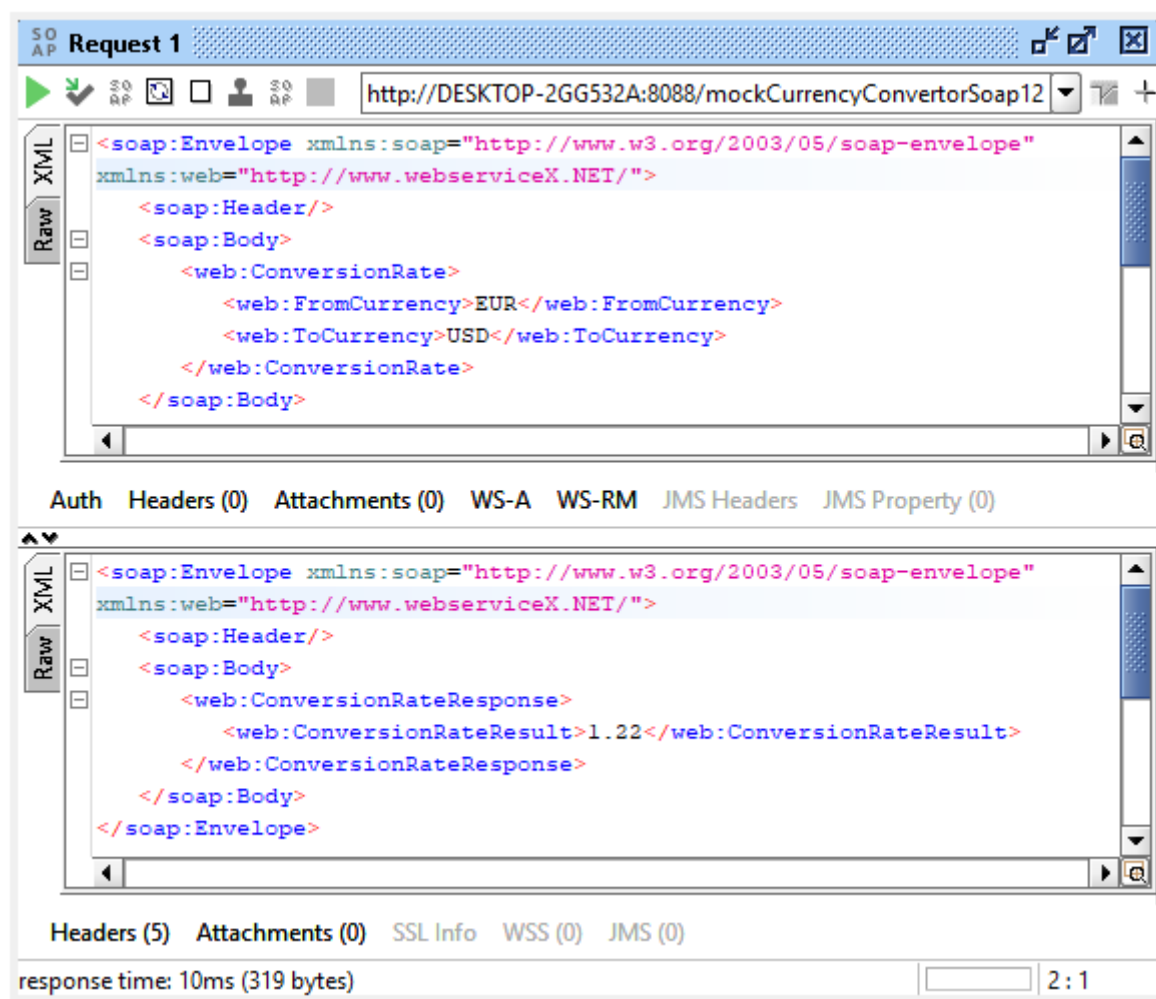 SO AP Request 1
SO AP SO AP http://DESKTOP-2GG532A:8088/mockCurrencyConvertorSoap12
XML
Raw
<soap:Envelope xmlns:soap="http://www.w3.org/2003/05/soap-envelope"
xmlns:web="http://www.webserviceX.NET/">
<soap:Header/>
<soap:Body>
<web:ConversionRate>
<web:FromCurrency>EUR</web:FromCurrency>
<web:ToCurrency>USD</web:ToCurrency>
</web:ConversionRate>
</soap:Body>
Auth Headers (0) Attachments (0) WS-A WS-RM JMS Headers JMS Property (0)
XML
Raw
<soap:Envelope xmlns:soap="http://www.w3.org/2003/05/soap-envelope"
xmlns:web="http://www.webserviceX.NET/">
<soap:Header/>
<soap:Body>
<web:ConversionRateResponse>
<web:ConversionRateResult>1.22</web:ConversionRateResult>
</web:ConversionRateResponse>
</soap:Body>
</soap:Envelope>
Headers (5) Attachments (0) SSL Info WSS (0) JMS (0)
response time: 10ms (319 bytes) 2 : 1